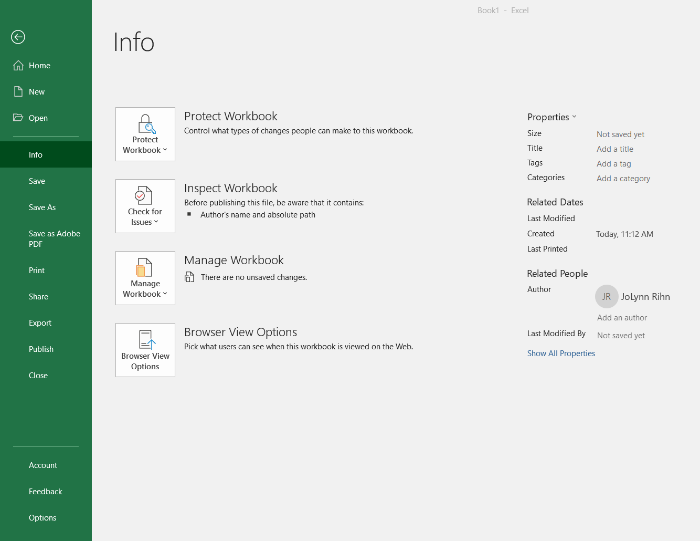 Book1 - Excel
Info
Home
New
Open
Info
Save
Save As
Save as Adobe
PDF
Print
Share
Export
Publish
Close
Account
Feedback
Options
Protect
Workbook
Protect Workbook
Control what types of changes people can make to this workbook.
Check for
Issues
Inspect Workbook
Before publishing this file, be aware that it contains:
Author's name and absolute path
Manage
Workbook
Manage Workbook
There are no unsaved changes.
Browser View
Options
Browser View Options
Pick what users can see when this workbook is viewed on the Web.
Properties
Size Not saved yet
Title Add a title
Tags Add a tag
Categories Add a category
Related Dates
Last Modified
Created Today, 11:12 AM
Last Printed
Related People
Author JR JoLynn Rihn
Add an author
Last Modified By Not saved yet
Show All Properties